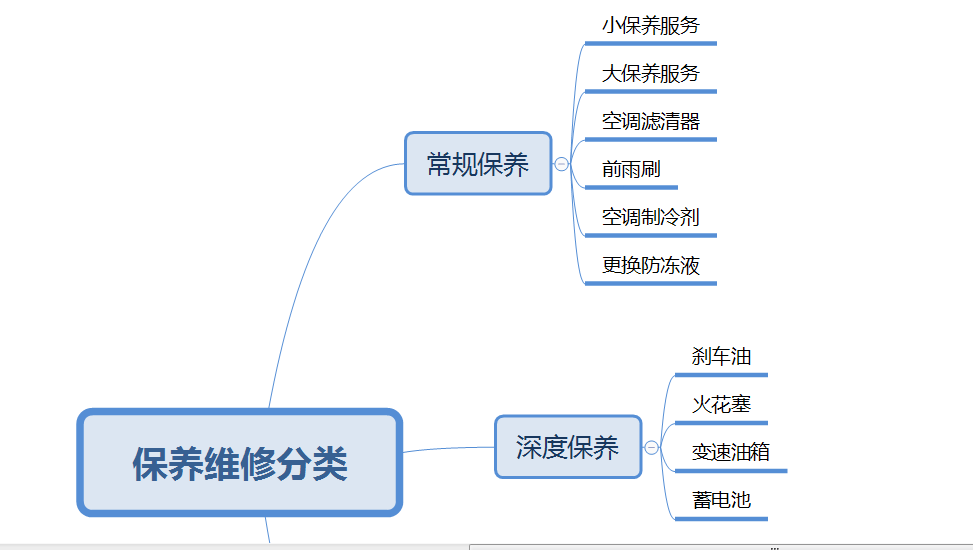 小保养服务
大保养服务
空调滤清器
常规保养
前雨刷
空调制冷剂
更换防冻液
刹车油
火花塞
深度保养
变速油箱
蓄电池
保养维修分类